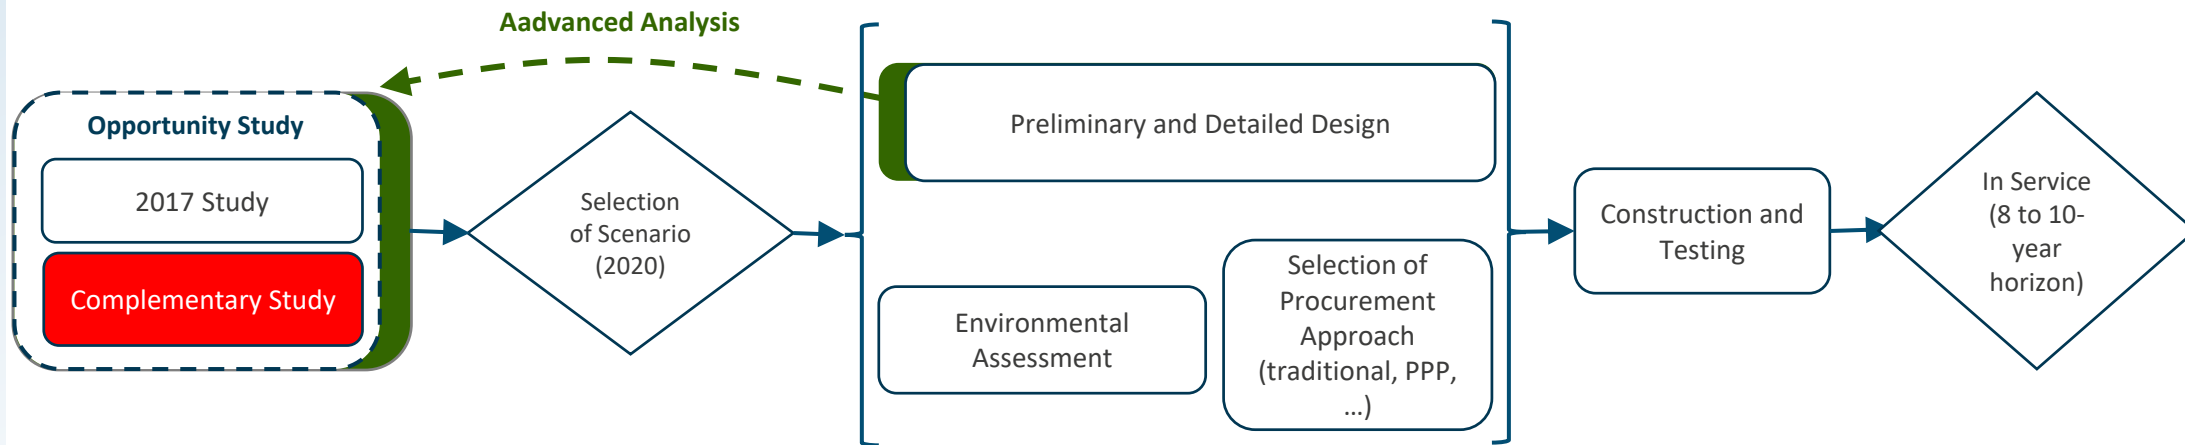 Aadvanced Analysis
Opportunity Study
2017 Study
Complementary Study
Selection
of Scenario
(2020)
Preliminary and Detailed Design
Environmental
Assessment
Selection of
Procurement
Approach
(traditional, PPP,
...)
Construction and
Testing
In Service
(8 to 10-
year
horizon)